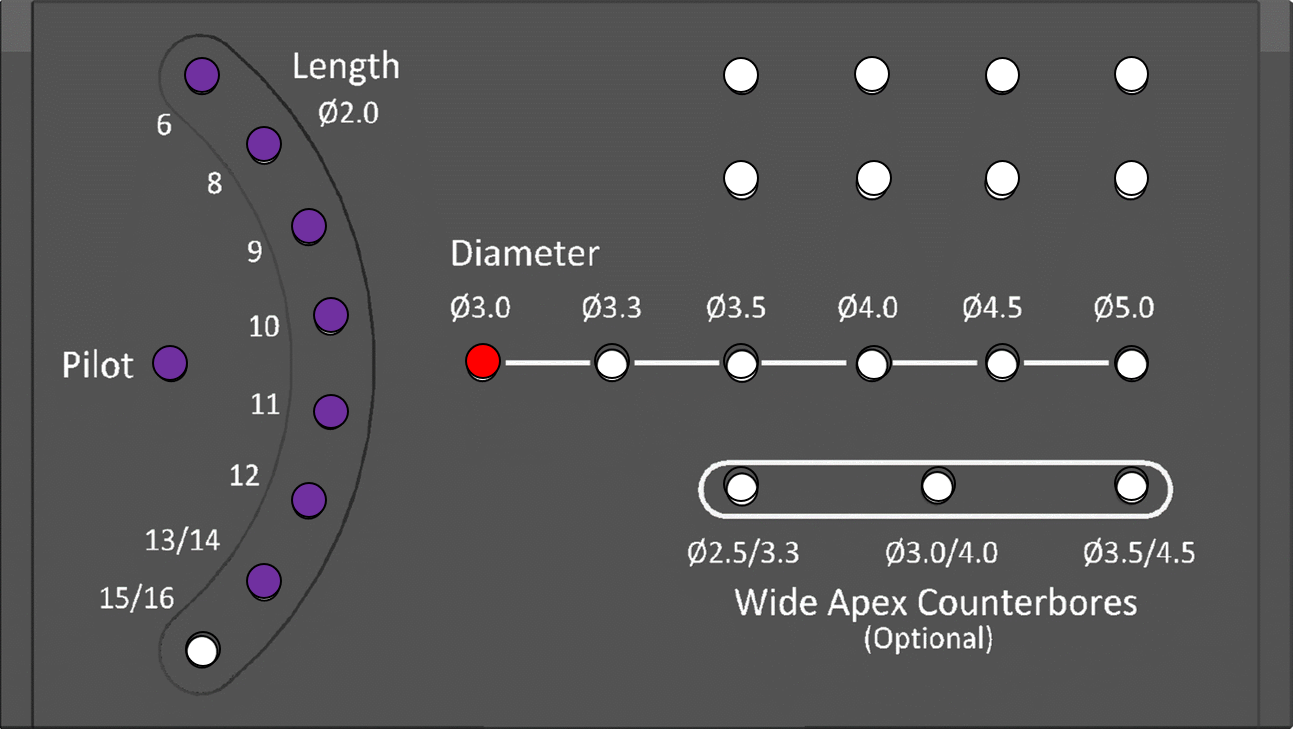 Length
Ø2.0
6
8
9
10
11
12
13/14
15/16
Pilot
Diameter
Ø3.0 Ø3.3 Ø3.5 Ø4.0 Ø4.5 Ø5.0
Ø2.5/3.3 Ø3.0/4.0 Ø3.5/4.5
Wide Apex Counterbores
(Optional)